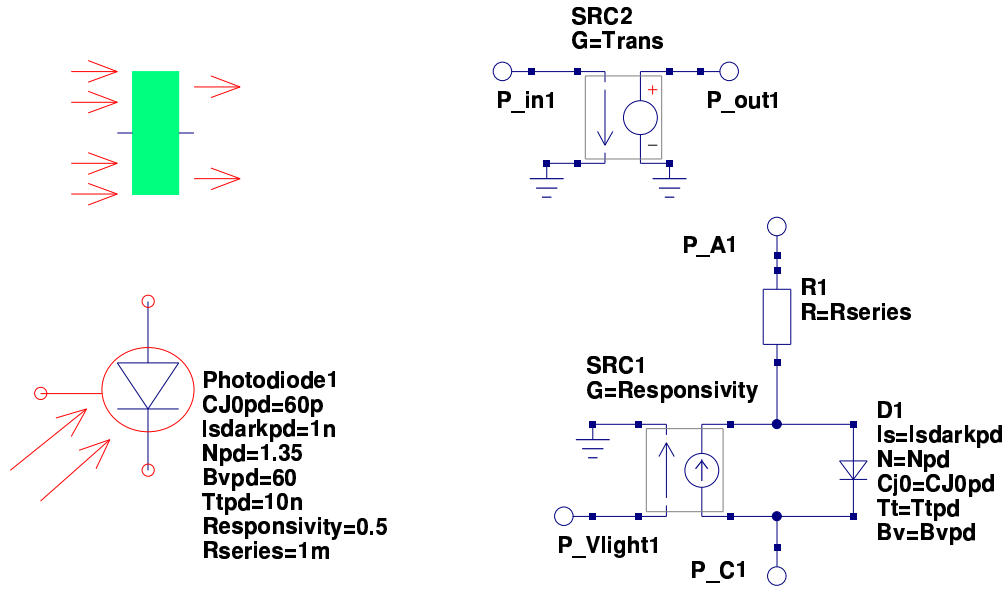 SRC2
G=Trans
P_in1
P_out1
+
−
P_A1
R1
R=Rseries
Photodiode1
CJ0pd=60p
Isdarkpd=1n
Npd=1.35
Bvpd=60
Ttpd=10n
Responsivity=0.5
Rseries=1m
SRC1
G=Responsivity
D1
Is=Isdarkpd
N=Npd
Cj0=CJ0pd
Tt=Ttpd
Bv=Bvpd
P_Vlight1
P_C1